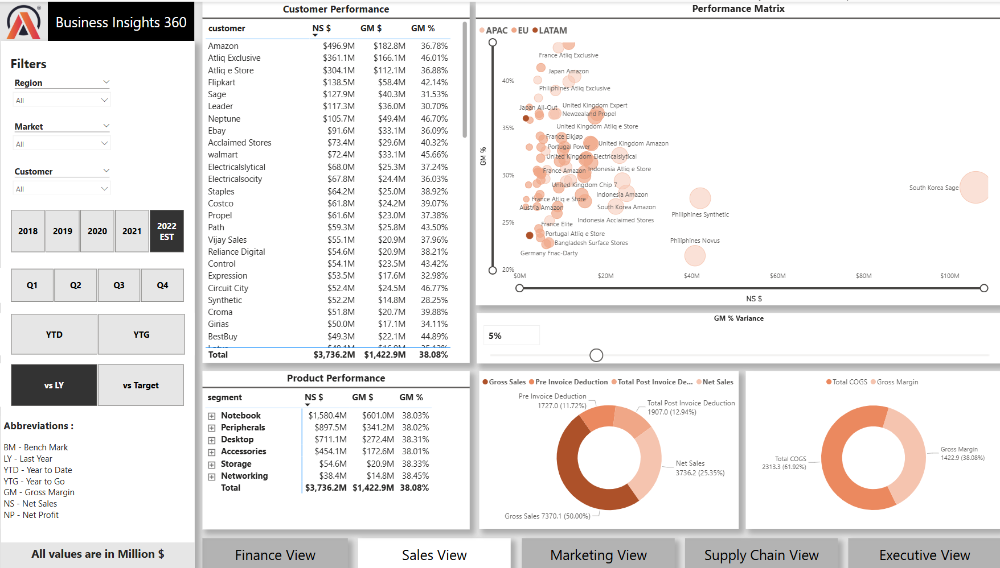 Business Insights 360
Filters
Region
All
Market
All
Customer
All
2018 2019 2020 2021 2022 EST
Q1 Q2 Q3 Q4
YTD YTG
vs LY vs Target
Abbreviations :
BM - Bench Mark
LY - Last Year
YTD - Year to Date
YTG - Year to Go
GM - Gross Margin
NS - Net Sales
NP - Net Profit
All values are in Million $
Customer Performance
customer NS $ GM $ GM %
Amazon $496.9M $182.8M 36.78%
Atliq Exclusive $361.1M $166.1M 46.01%
Atliq e Store $304.1M $112.1M 36.88%
Flipkart $138.5M $58.4M 42.14%
Sage $127.9M $40.3M 31.53%
Leader $117.3M $36.0M 30.70%
Neptune $105.7M $49.4M 46.70%
Ebay $91.6M $33.1M 36.09%
Acclaimed Stores $73.4M $29.6M 40.32%
walmart $72.4M $33.1M 45.66%
Electricalslytical $68.0M $25.3M 37.24%
Electricalsocity $67.8M $24.4M 36.03%
Staples $64.2M $25.0M 38.92%
Costco $61.8M $24.2M 39.07%
Propel $61.6M $23.0M 37.38%
Path $59.3M $25.8M 43.50%
Vijay Sales $55.1M $20.9M 37.96%
Reliance Digital $54.6M $20.9M 38.21%
Control $54.1M $23.5M 43.42%
Expression $53.5M $17.6M 32.98%
Circuit City $52.4M $24.5M 46.77%
Synthetic $52.2M $14.8M 28.25%
Croma $51.8M $20.7M 39.88%
Girias $50.0M $17.1M 34.11%
BestBuy $49.3M $22.1M 44.89%
Total $3,736.2M $1,422.9M 38.08%
Product Performance
segment NS $ GM $ GM %
Notebook $1,580.4M $601.0M 38.03%
Peripherals $897.5M $341.2M 38.02%
Desktop $711.1M $272.4M 38.31%
Accessories $454.1M $172.6M 38.01%
Storage $54.6M $20.9M 38.33%
Networking $38.4M $14.8M 38.45%
Total $3,736.2M $1,422.9M 38.08%
Performance Matrix
APAC EU LATAM
France Atliq Exclusive
Japan Amazon
40%
Philiphines Atliq Exclusive
United Kingdom Expert
Japan All-Out
Newzealand Propel
35%
United Kingdom Atliq e Store
France Elkjøp
United Kingdom Amazon
Portugal Power
GM %
United Kingdom Electricalslytical
France Amazon
Indonesia Atliq e Store
30%
United Kingdom Chip 7
South Korea Sage
Indonesia Amazon
France Atliq e Store
Austria Amazon
South Korea Amazon
Philiphines Synthetic
Indonesia Acclaimed Stores
25%
France Elite
Portugal Atliq e Store
Philiphines Novus
Bangladesh Surface Stores
Germany Fnac-Darty
20%
$0M $20M $40M $60M $80M $100M
NS $
GM % Variance
5%
Gross Sales Pre Invoice Deduction Total Post Invoice De... Net Sales
Pre Invoice Deduction
1727.0 (11.72%)
Total Post Invoice Deduction
1907.0 (12.94%)
Net Sales
3736.2 (25.35%)
Gross Sales 7370.1 (50.00%)
Total COGS Gross Margin
Gross Margin
1422.9 (38.08%)
Total COGS
2313.3 (61.92%)
Finance View Sales View Marketing View Supply Chain View Executive View